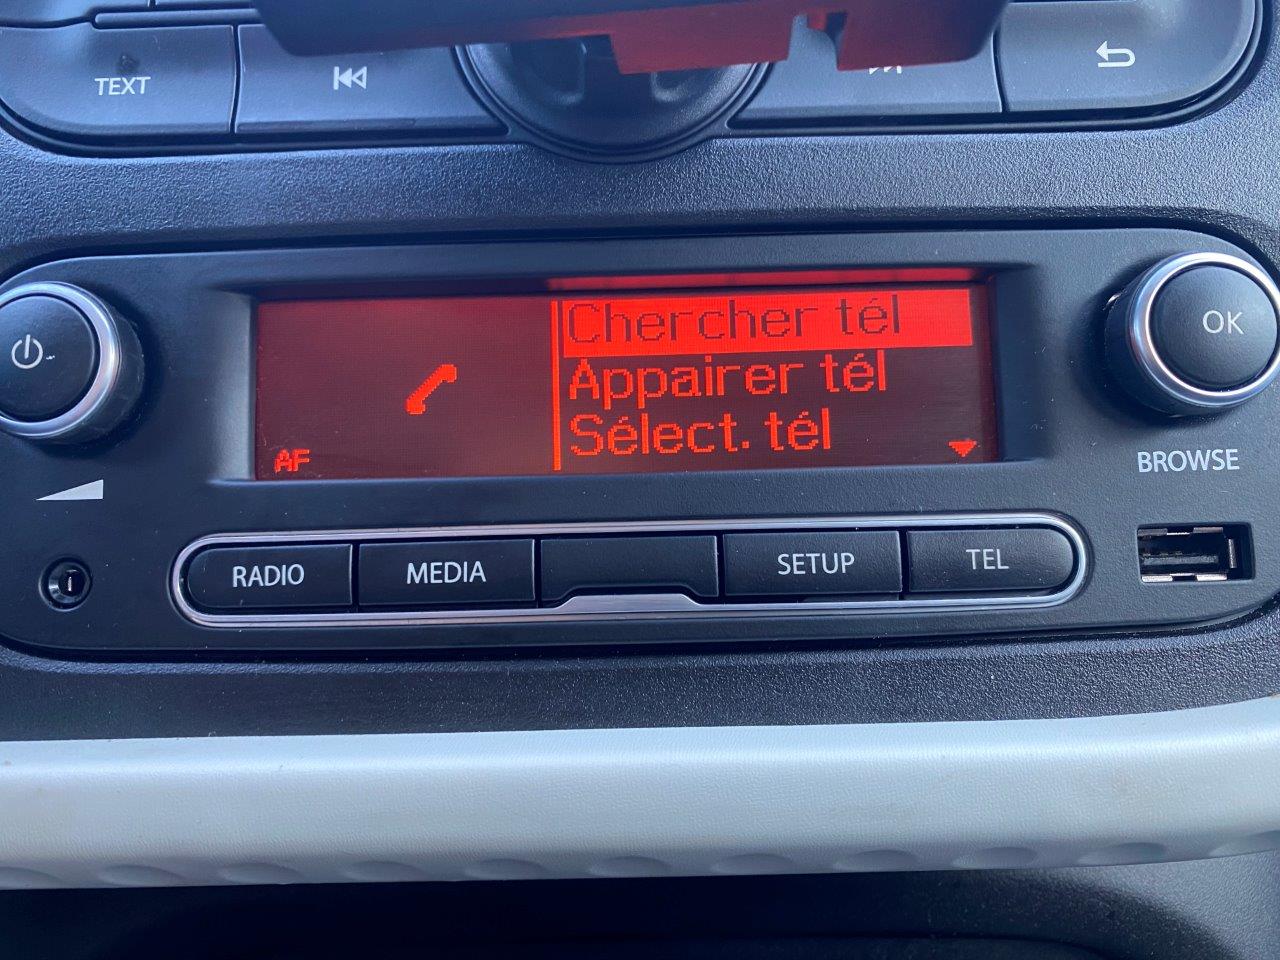 TEXT
Chercher tél
Appairer tél
Sélect. tél
AF
OK
BROWSE
RADIO
MEDIA
SETUP
TEL